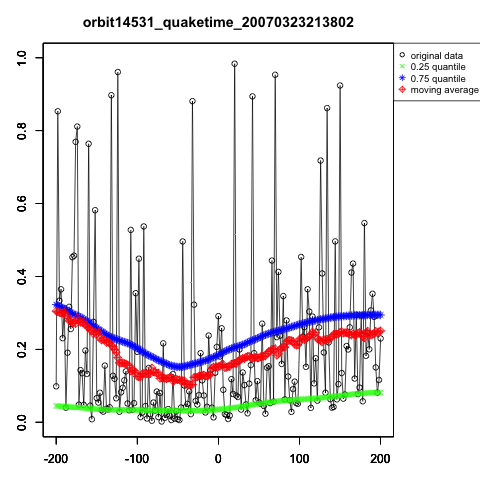 orbit14531_quaketime_20070323213802
original data
0.25 quantile
0.75 quantile
moving average
1.0
0.8
0.6
0.4
0.2
0.0
-200 -100 0 100 200